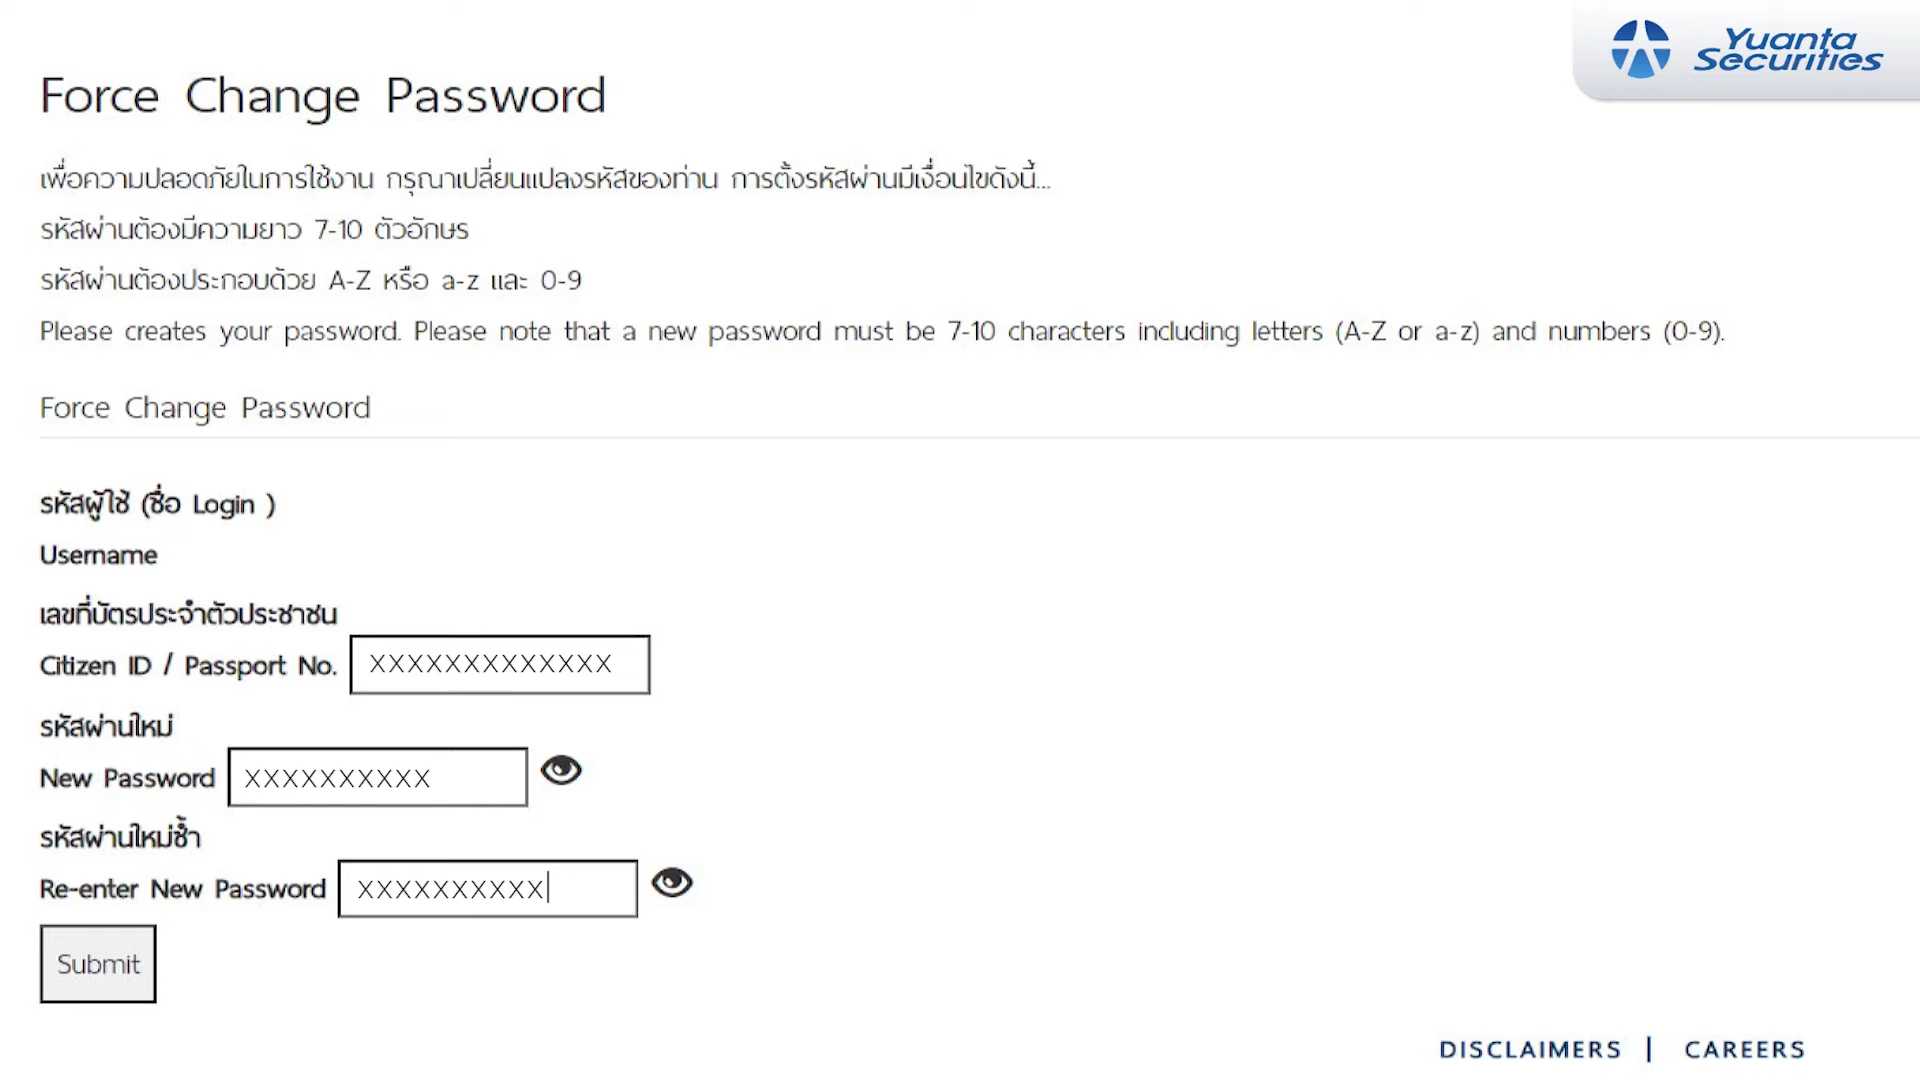 Yuanta
Securities
Force Change Password
เพื่อความปลอดภัยในการใช้งาน กรุณาเปลี่ยนแปลงรหัสของท่าน การตั้งรหัสผ่านมีเงื่อนไขดังนี้...
รหัสผ่านต้องมีความยาว 7-10 ตัวอักษร
รหัสผ่านต้องประกอบด้วย A-Z หรือ a-z และ 0-9
Please creates your password. Please note that a new password must be 7-10 characters including letters (A-Z or a-z) and numbers (0-9).
Force Change Password
รหัสผู้ใช้ (ชื่อ Login )
Username
เลขที่บัตรประจำตัวประชาชน
Citizen ID / Passport No. XXXXXXXXXXXXX
รหัสผ่านใหม่
New Password XXXXXXXXXX
รหัสผ่านใหม่ซ้ำ
Re-enter New Password XXXXXXXXXX
Submit
DISCLAIMERS | CAREERS